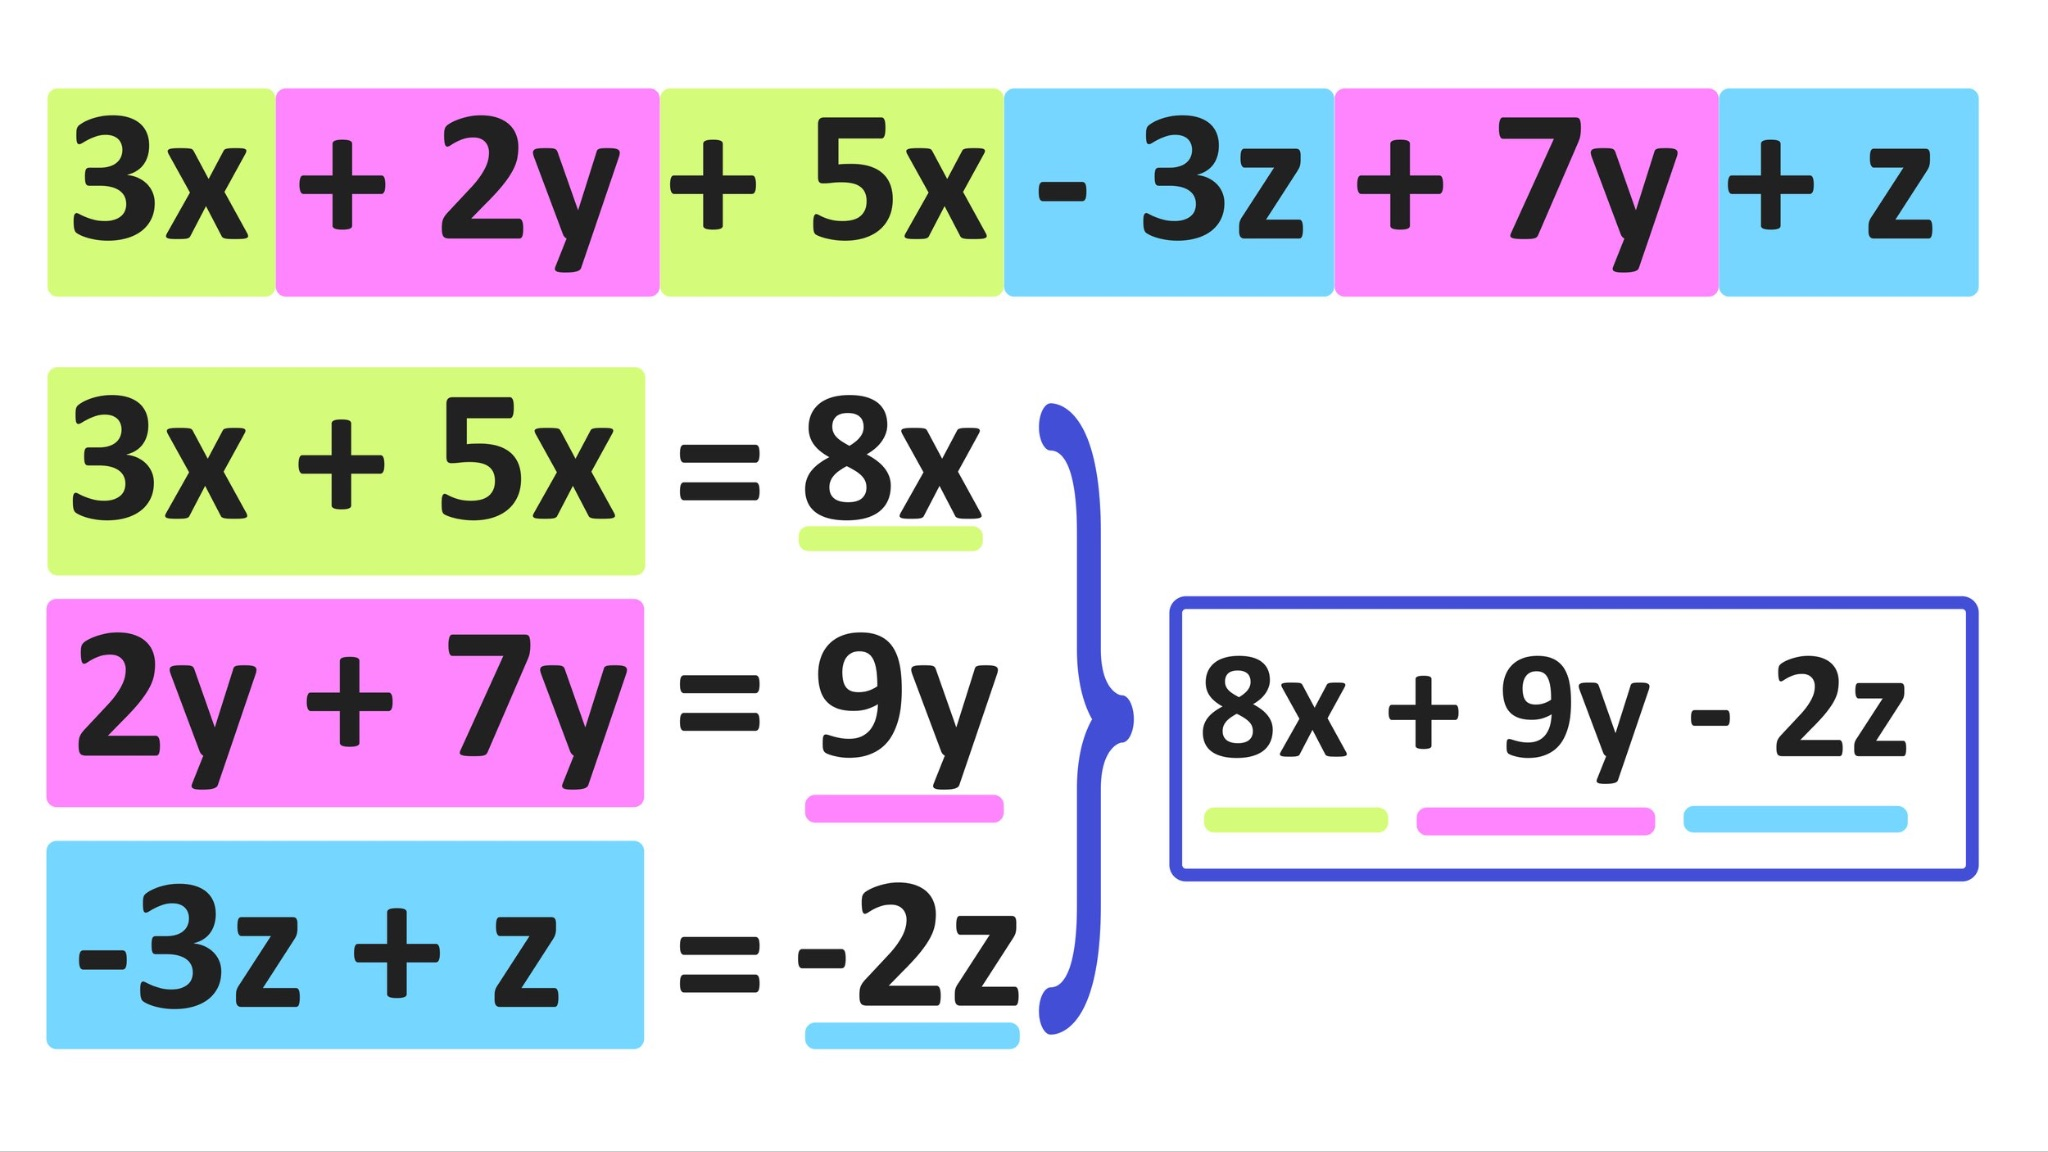 3x + 2y + 5x - 3z + 7y + z
3x + 5x = 8x
2y + 7y = 9y
-3z + z = -2z
8x + 9y - 2z